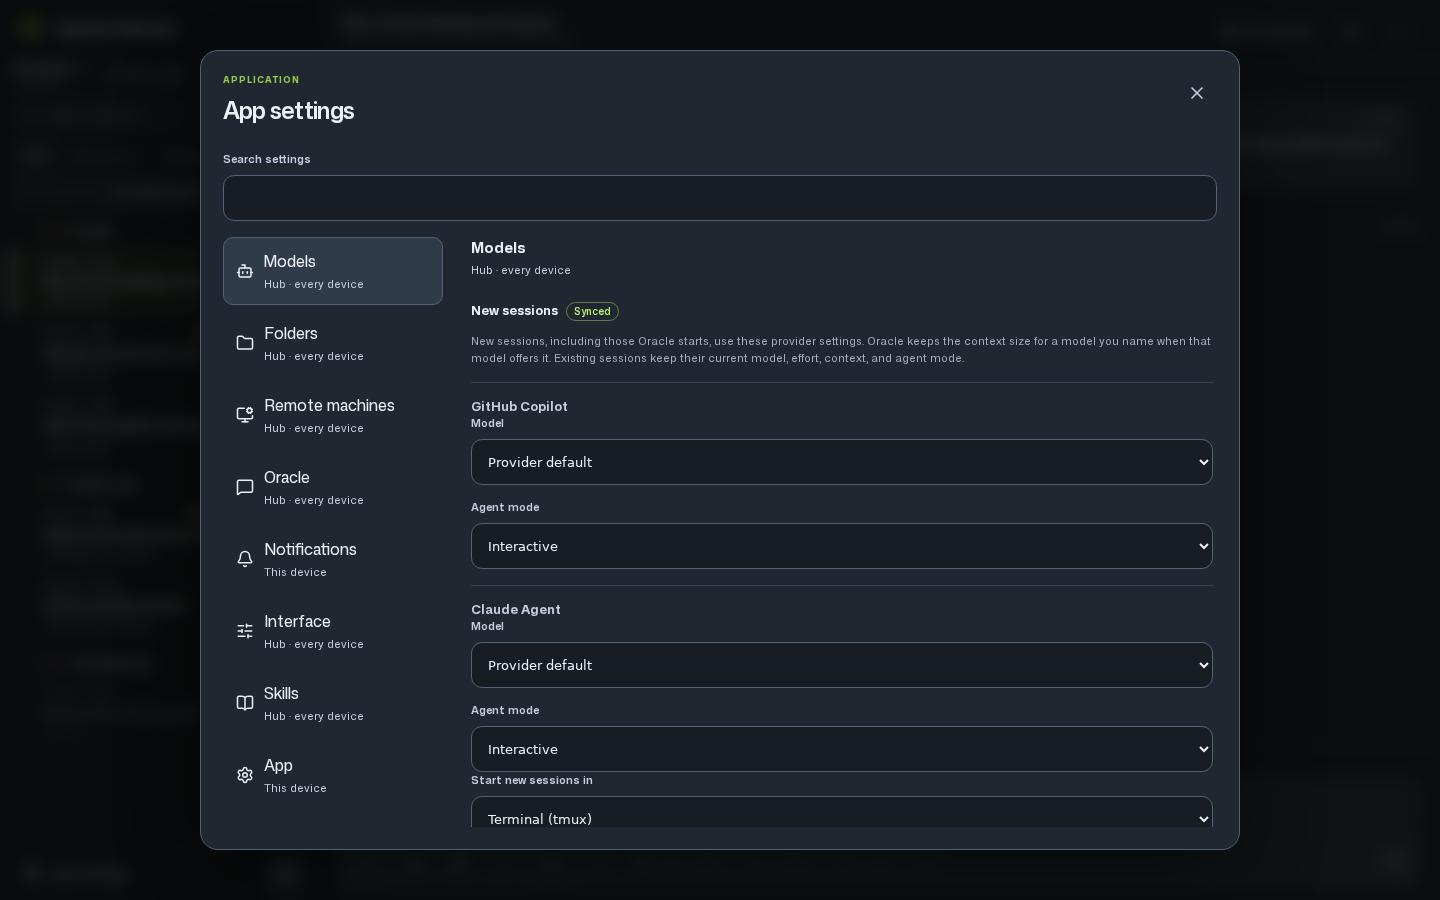 APPLICATION
App settings
Search settings
Models
Hub · every device
Folders
Hub · every device
Remote machines
Hub · every device
Oracle
Hub · every device
Notifications
This device
Interface
Hub · every device
Skills
Hub · every device
App
This device
Models
Hub · every device
New sessions Synced
New sessions, including those Oracle starts, use these provider settings. Oracle keeps the context size for a model you name when that
model offers it. Existing sessions keep their current model, effort, context, and agent mode.
GitHub Copilot
Model
Provider default
Agent mode
Interactive
Claude Agent
Model
Provider default
Agent mode
Interactive
Start new sessions in
Terminal (tmux)